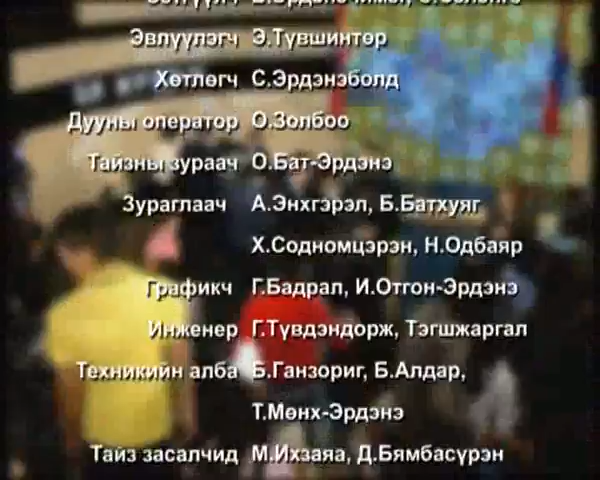 Эвлүүлэгч Э.Түвшинтөр
Хөтлөгч С.Эрдэнэболд
Дууны оператор О.Золбоо
Тайзны зураач О.Бат-Эрдэнэ
Зураглаач А.Энхгэрэл, Б.Батхуяг
Х.Содномцэрэн, Н.Одбаяр
Графикч Г.Бадрал, И.Отгон-Эрдэнэ
Инженер Г.Түвдэндорж, Тэгшжаргал
Техникийн алба Б.Ганзориг, Б.Алдар,
Т.Мөнх-Эрдэнэ
Тайз засалчид М.Ихзаяа, Д.Бямбасүрэн